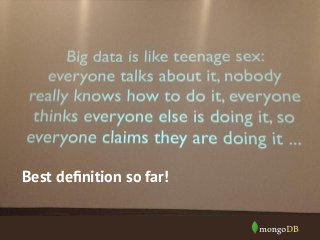 Big data is like teenage sex:
everyone talks about it, nobody
really knows how to do it, everyone
thinks everyone else is doing it, so
everyone claims they are doing it ...
Best definition so far!
mongoDB